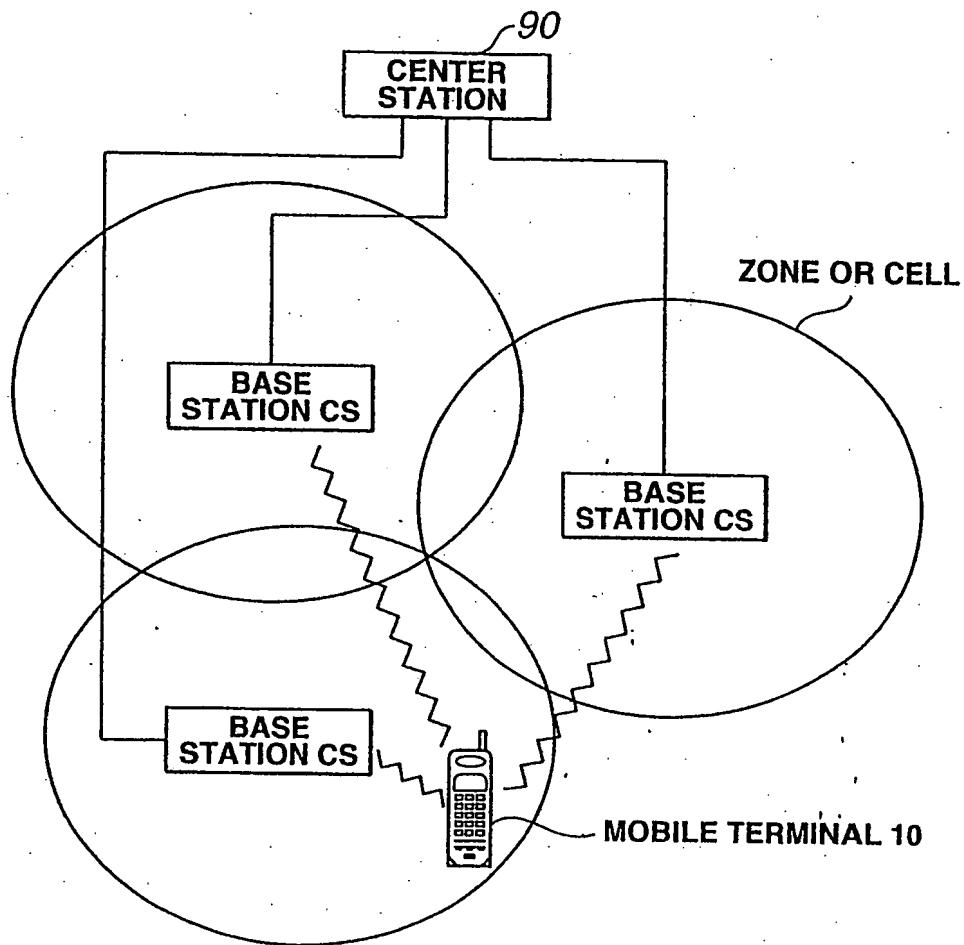 90
CENTER
STATION
ZONE OR CELL
BASE
STATION CS
BASE
STATION CS
BASE
STATION CS
MOBILE TERMINAL 10